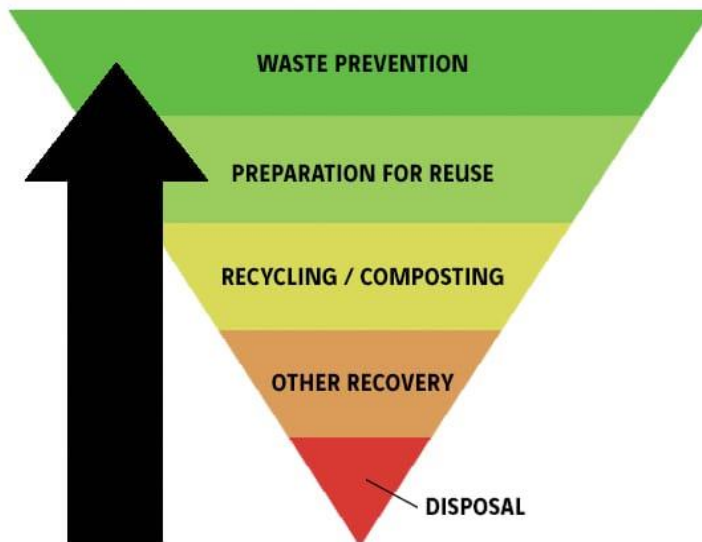 WASTE PREVENTION
PREPARATION FOR REUSE
RECYCLING / COMPOSTING
OTHER RECOVERY
DISPOSAL